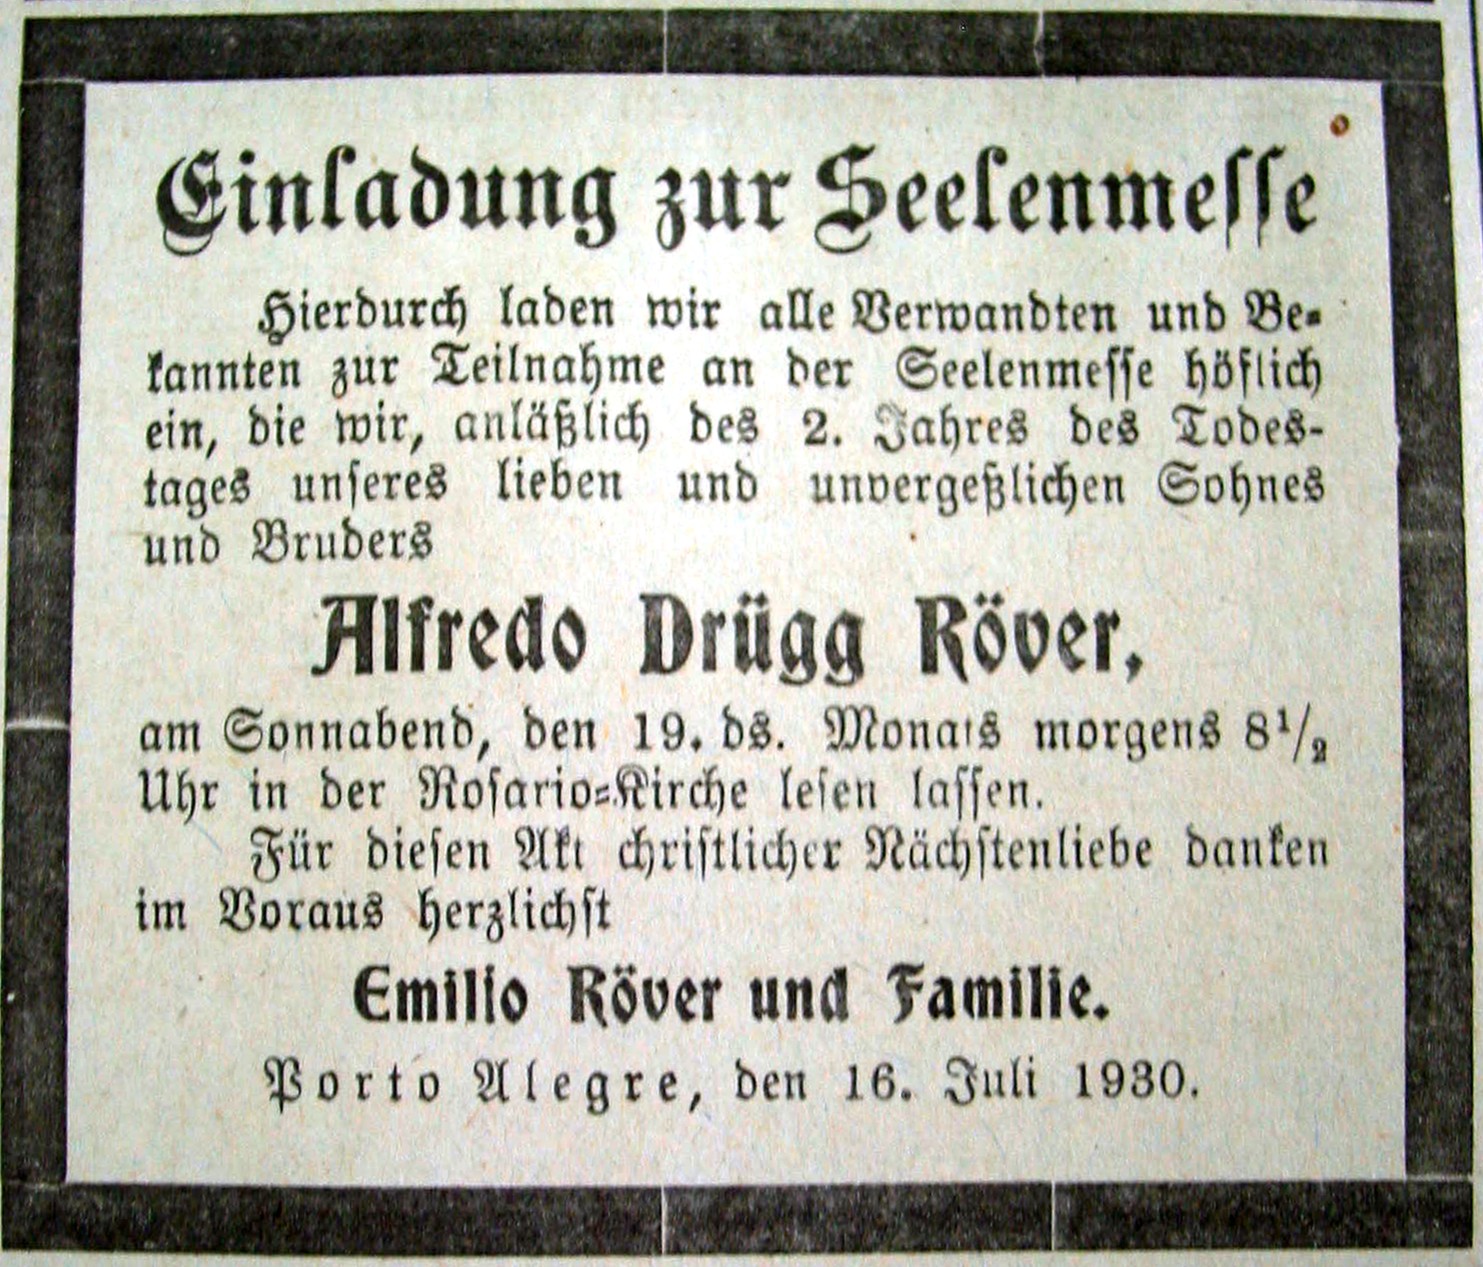 Einladung zur Seelenmesse
Hierdurch laden wir alle Verwandten und Be-
kannten zur Teilnahme an der Seelenmesse höflich
ein, die wir, anläßlich des 2. Jahres des Todes-
tages unseres lieben und unvergeßlichen Sohnes
und Bruders
Alfredo Drügg Röver,
am Sonnabend, den 19. ds. Monats morgens 8 1/2
Uhr in der Rosario-Kirche lesen lassen.
Für diesen Akt christlicher Nächstenliebe danken
im Voraus herzlichst
Emilio Röver und Familie.
Porto Alegre, den 16. Juli 1930.